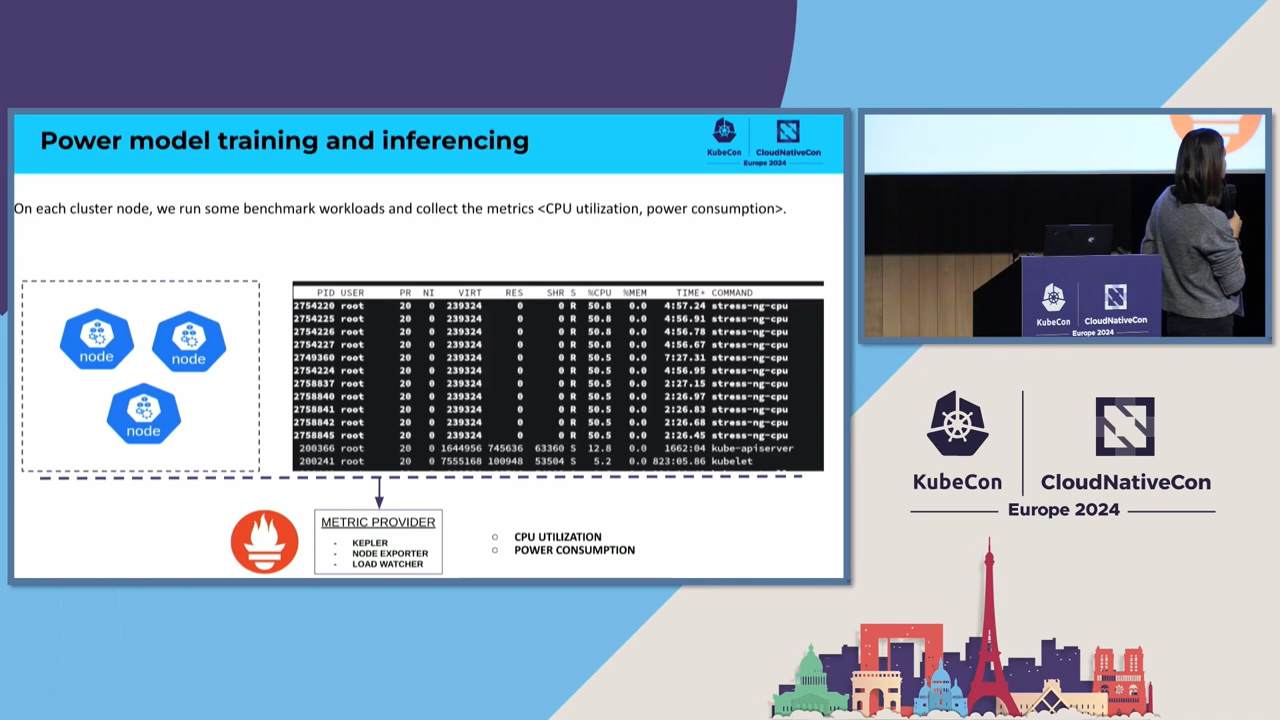 Power model training and inferencing
KubeCon
CloudNativeCon
Europe 2024
On each cluster node, we run some benchmark workloads and collect the metrics <CPU utilization, power consumption>.
node
node
node
PID USER PR NI VIRT RES SHR S %CPU %MEM TIME+ COMMAND
2754220 root 20 0 239324 0 0 R 50.8 0.0 4:57.24 stress-ng-cpu
2754225 root 20 0 239324 0 0 R 50.8 0.0 4:56.91 stress-ng-cpu
2754226 root 20 0 239324 0 0 R 50.8 0.0 4:56.78 stress-ng-cpu
2754227 root 20 0 239324 0 0 R 50.8 0.0 4:56.67 stress-ng-cpu
2749360 root 20 0 239324 0 0 R 50.5 0.0 7:27.31 stress-ng-cpu
2754224 root 20 0 239324 0 0 R 50.5 0.0 4:56.95 stress-ng-cpu
2758837 root 20 0 239324 0 0 R 50.5 0.0 2:27.15 stress-ng-cpu
2758840 root 20 0 239324 0 0 R 50.5 0.0 2:26.97 stress-ng-cpu
2758841 root 20 0 239324 0 0 R 50.5 0.0 2:26.83 stress-ng-cpu
2758842 root 20 0 239324 0 0 R 50.5 0.0 2:26.68 stress-ng-cpu
2758845 root 20 0 239324 0 0 R 50.5 0.0 2:26.45 stress-ng-cpu
200366 root 20 0 1644956 745636 63360 S 12.8 0.0 1662:04 kube-apiserver
200241 root 20 0 7555168 100948 53504 S 5.2 0.0 823:05.86 kubelet
METRIC PROVIDER
- KEPLER
- NODE EXPORTER
- LOAD WATCHER
○ CPU UTILIZATION
○ POWER CONSUMPTION
KubeCon
CloudNativeCon
Europe 2024
KubeCon
CloudNativeCon
Europe 2024